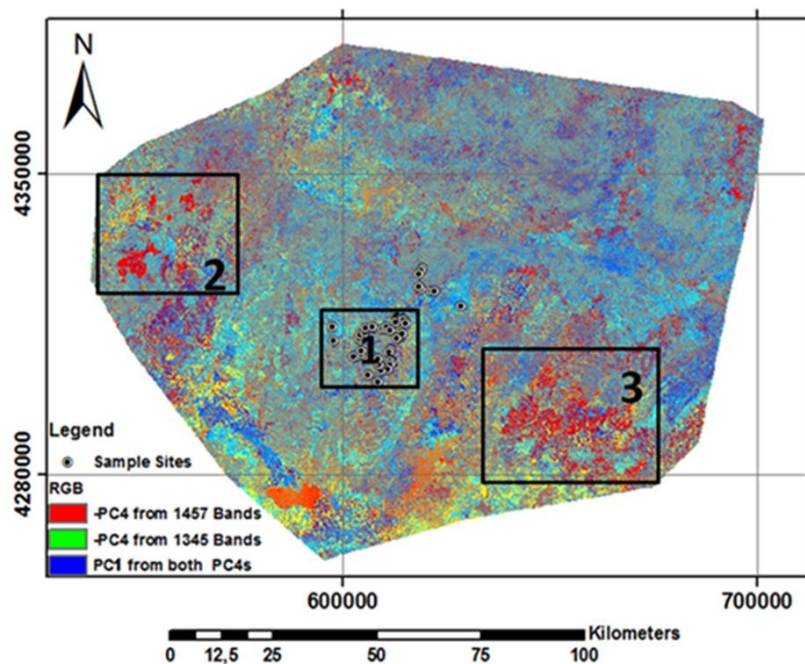 N
4350000
4280000
2
1
3
Legend
Sample Sites
RGB
-PC4 from 1457 Bands
-PC4 from 1345 Bands
PC1 from both PC4s
600000
700000
Kilometers
0 12,5 25 50 75 100